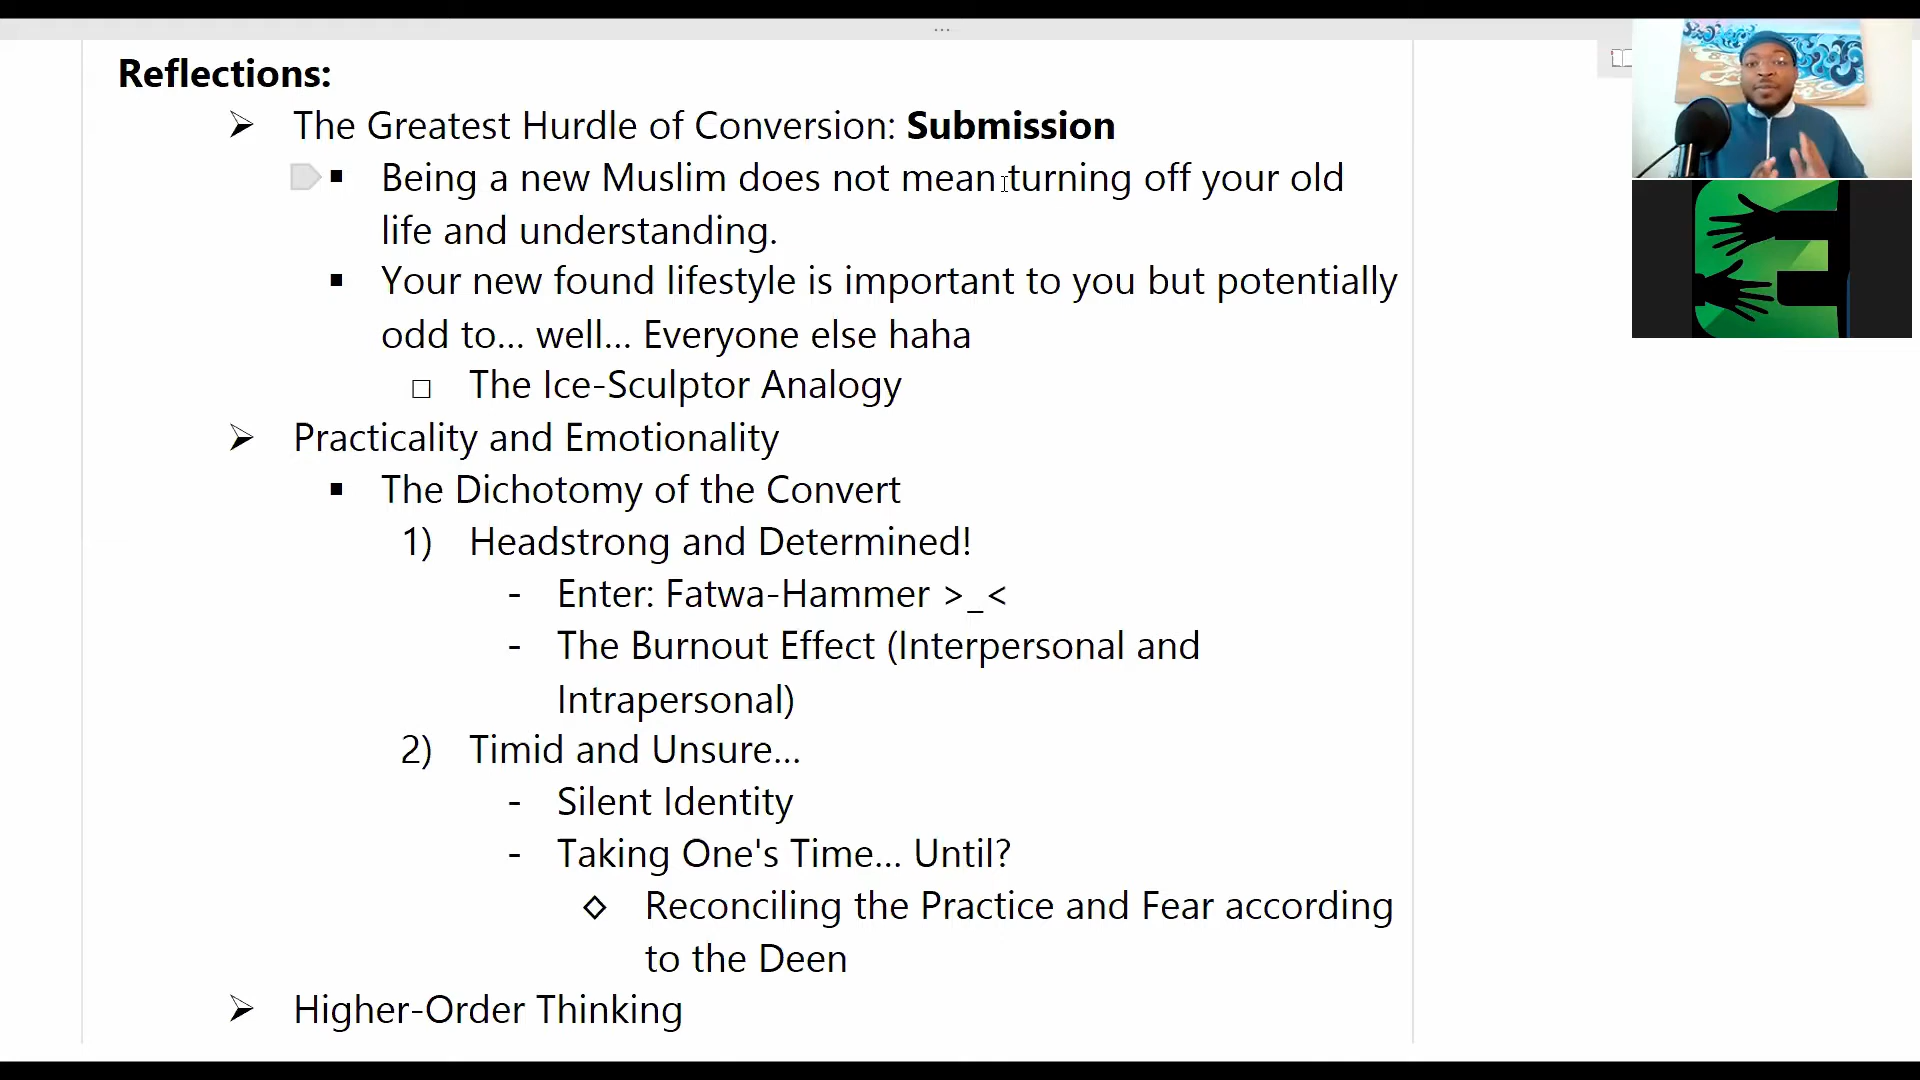 Reflections:
➢ The Greatest Hurdle of Conversion: Submission
▪ Being a new Muslim does not mean turning off your old
life and understanding.
▪ Your new found lifestyle is important to you but potentially
odd to... well... Everyone else haha
□ The Ice-Sculptor Analogy
➢ Practicality and Emotionality
▪ The Dichotomy of the Convert
1) Headstrong and Determined!
- Enter: Fatwa-Hammer >_<
- The Burnout Effect (Interpersonal and
Intrapersonal)
2) Timid and Unsure...
- Silent Identity
- Taking One's Time... Until?
◇ Reconciling the Practice and Fear according
to the Deen
➢ Higher-Order Thinking